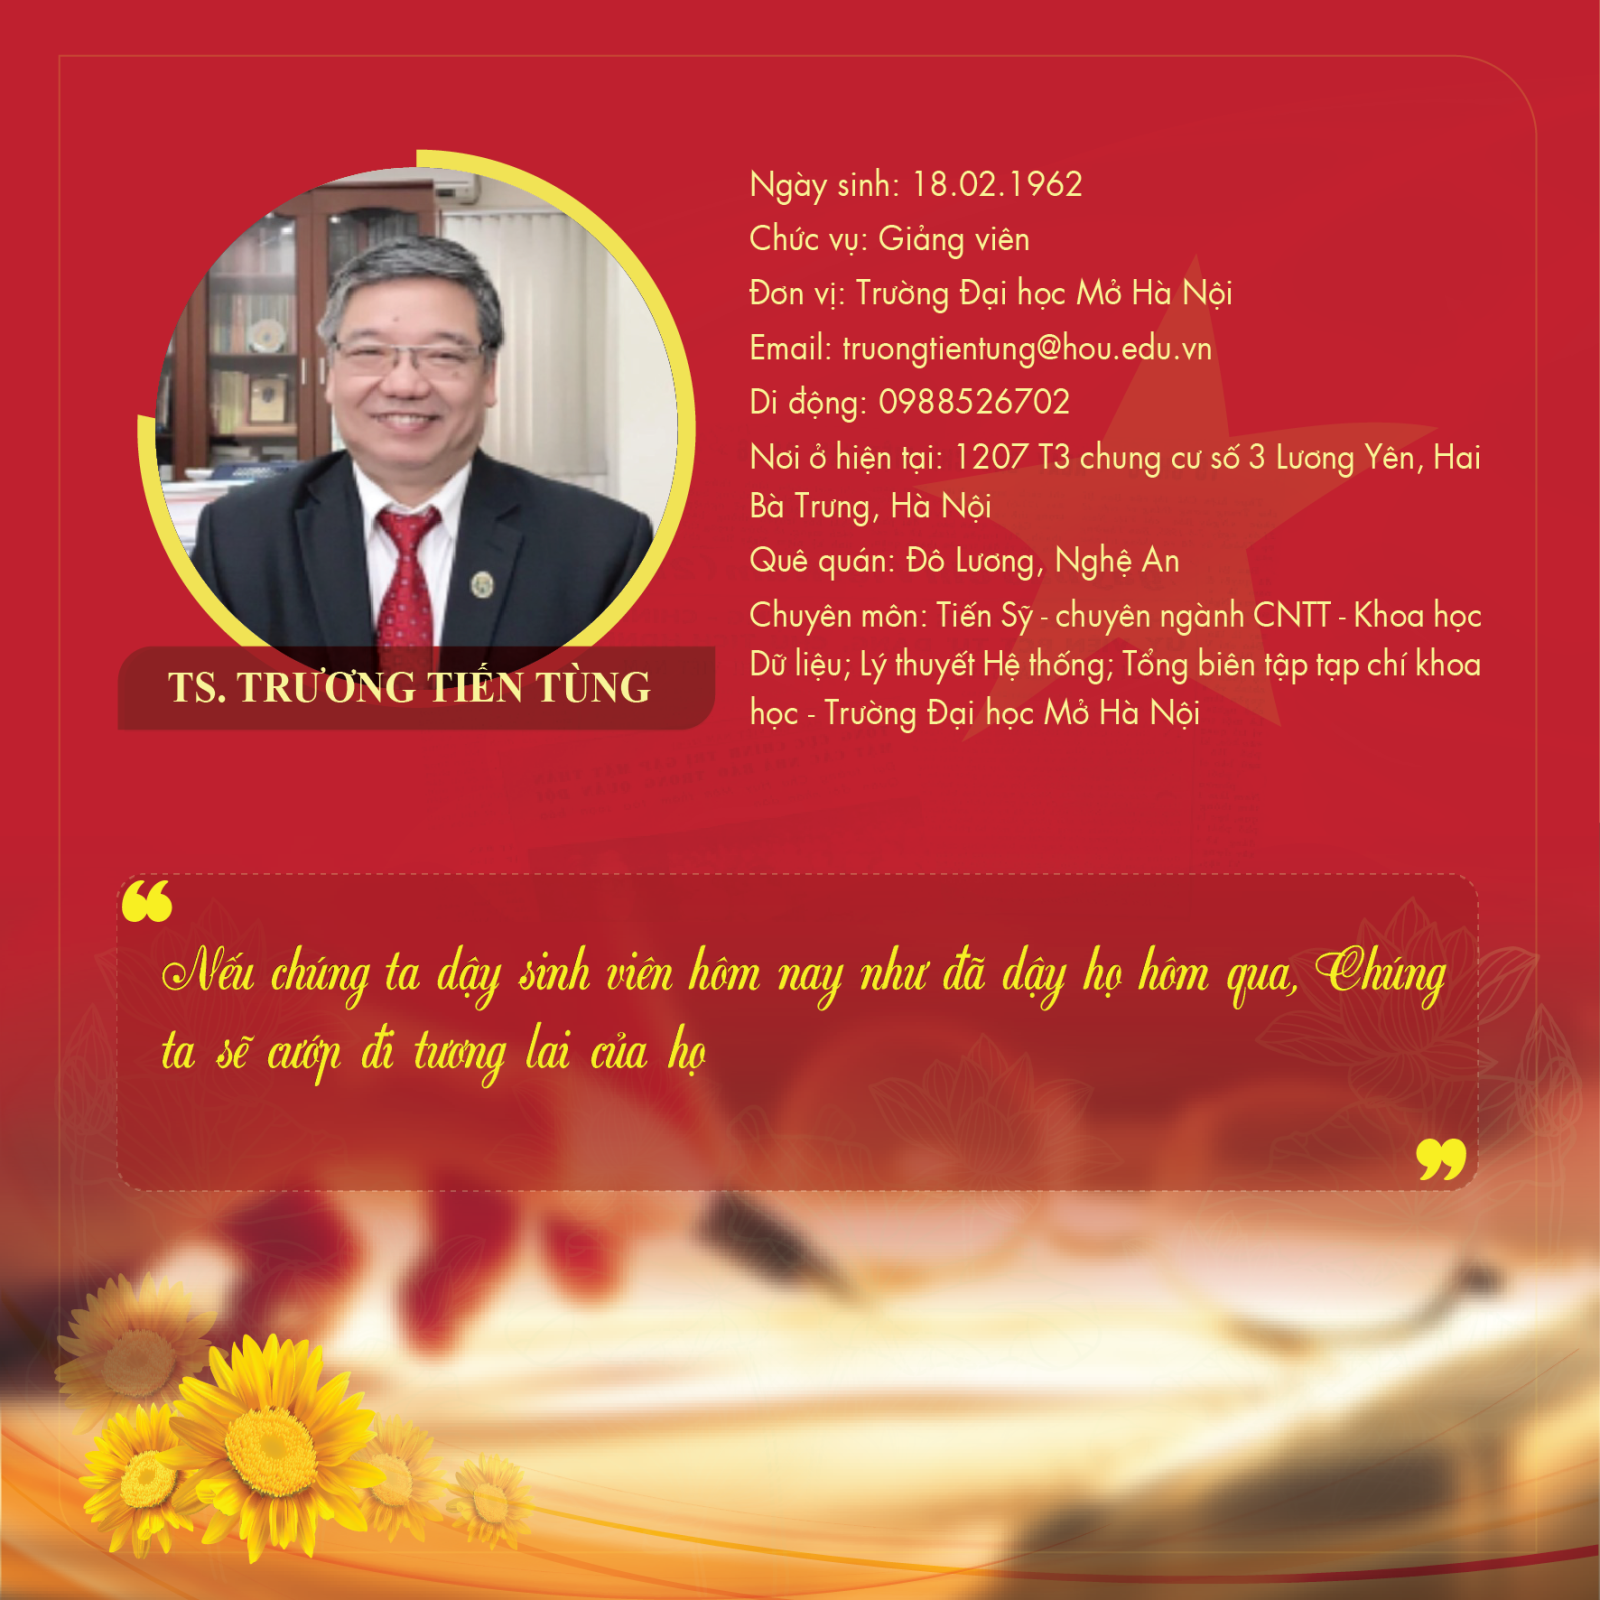 Ngày sinh: 18.02.1962
Chức vụ: Giảng viên
Đơn vị: Trường Đại học Mở Hà Nội
Email: truongtientung@hou.edu.vn
Di động: 0988526702
Nơi ở hiện tại: 1207 T3 chung cư số 3 Lương Yên, Hai
Bà Trưng, Hà Nội
Quê quán: Đô Lương, Nghệ An
Chuyên môn: Tiến Sỹ - chuyên ngành CNTT - Khoa học
Dữ liệu; Lý thuyết Hệ thống; Tổng biên tập tạp chí khoa
học - Trường Đại học Mở Hà Nội
TS. TRƯƠNG TIẾN TÙNG
“
Nếu chúng ta dậy sinh viên hôm nay như đã dậy họ hôm qua, Chúng
ta sẽ cướp đi tương lai của họ
”